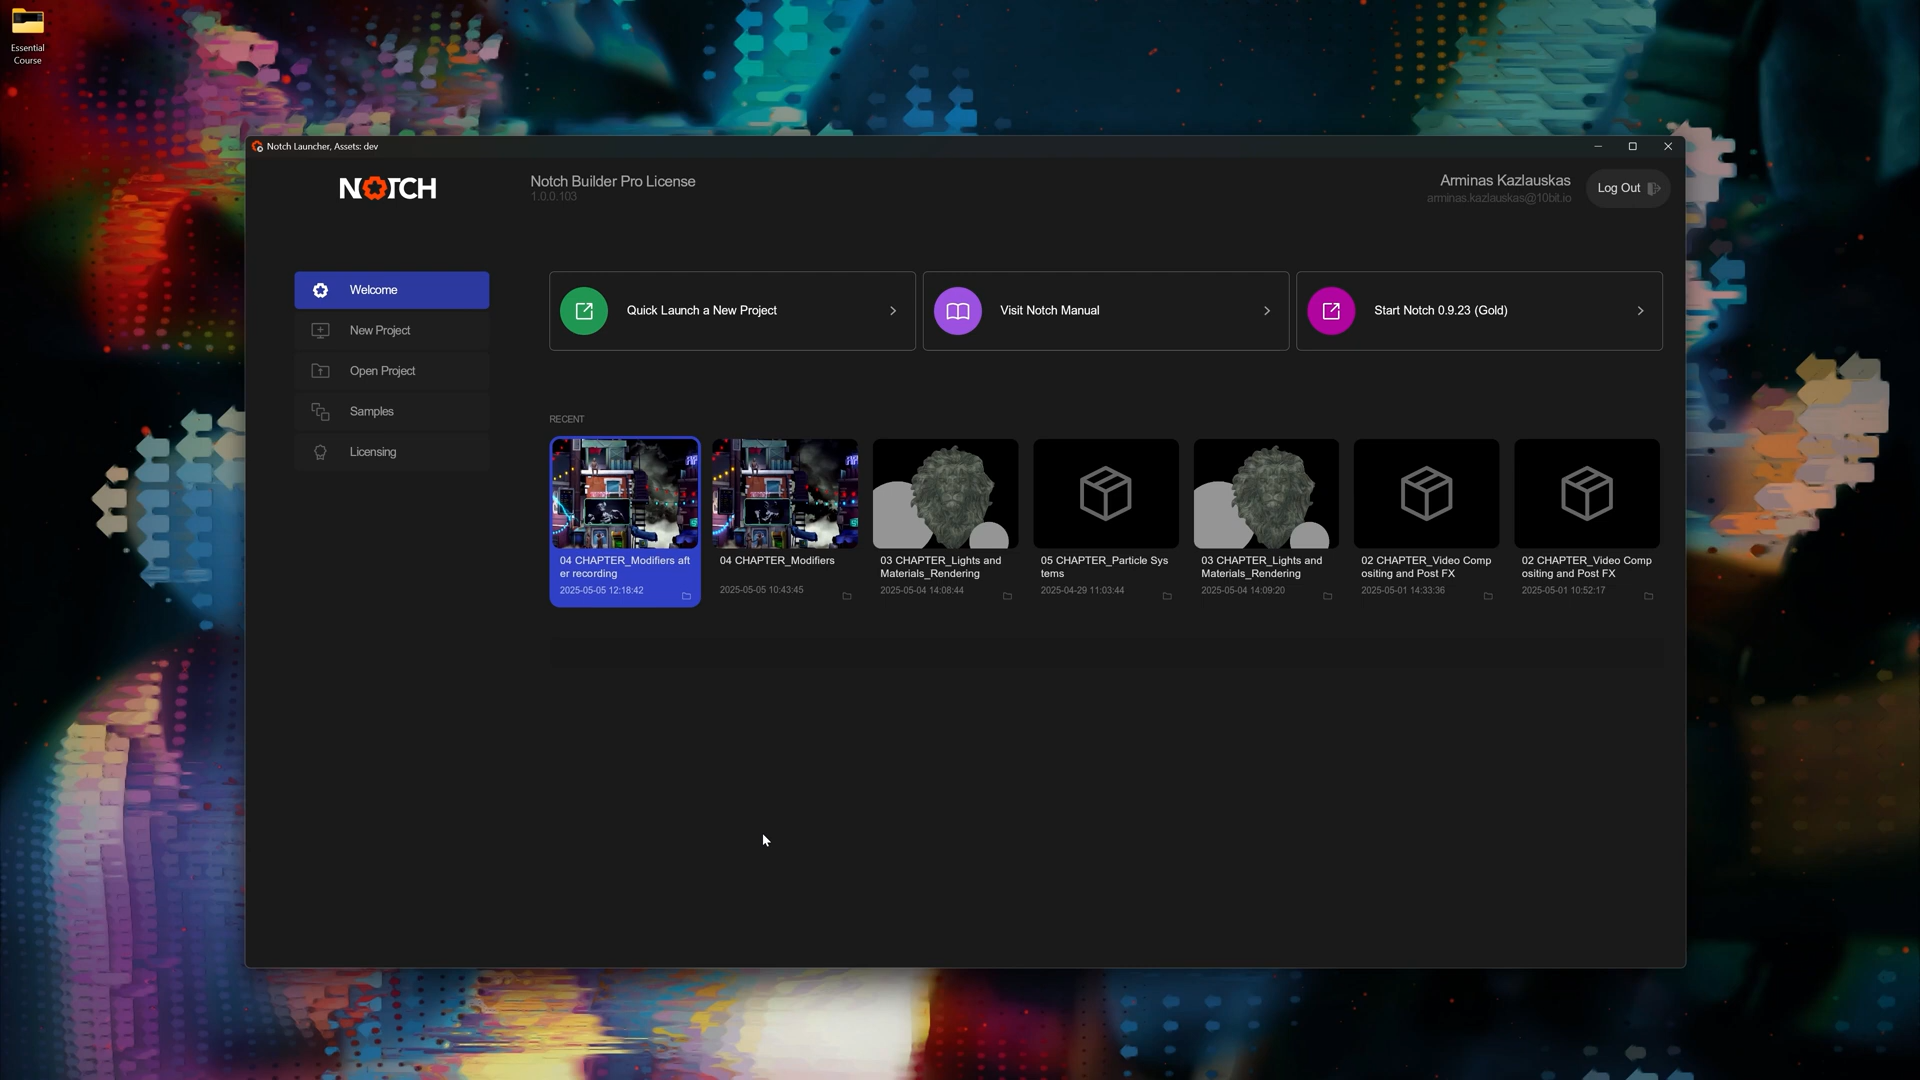 Essential
Course
Notch Launcher, Assets: dev
NOTCH
Notch Builder Pro License
1.0.0.103
Arminas Kazlauskas
arminas.kazlauskas@10bit.io
Log Out
Welcome
New Project
Open Project
Samples
Licensing
Quick Launch a New Project
Visit Notch Manual
Start Notch 0.9.23 (Gold)
RECENT
04 CHAPTER_Modifiers aft
er recording
2025-05-05 12:18:42
04 CHAPTER_Modifiers
2025-05-05 10:43:45
03 CHAPTER_Lights and
Materials_Rendering
2025-05-04 14:08:44
05 CHAPTER_Particle Sys
tems
2025-04-29 11:03:44
03 CHAPTER_Lights and
Materials_Rendering
2025-05-04 14:09:20
02 CHAPTER_Video Comp
ositing and Post FX
2025-05-01 14:33:36
02 CHAPTER_Video Comp
ositing and Post FX
2025-05-01 10:52:17